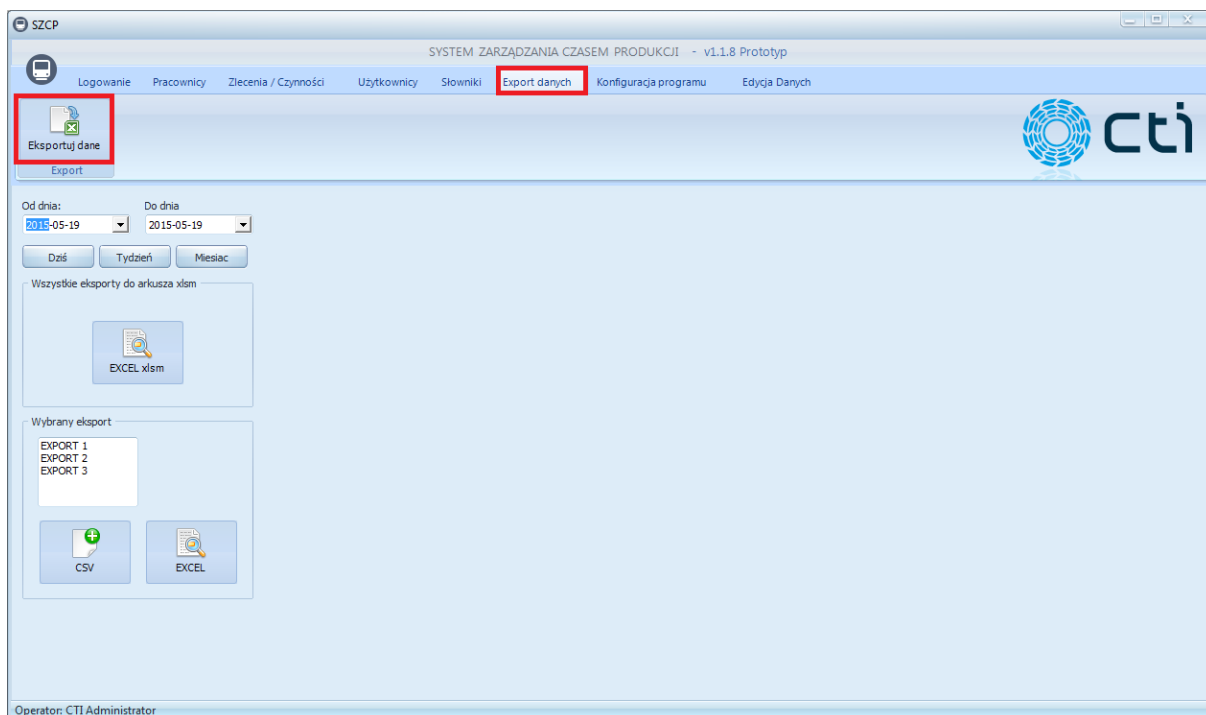 SZCP
SYSTEM ZARZĄDZANIA CZASEM PRODUKCJI - v1.1.8 Prototyp
Logowanie Pracownicy Zlecenia / Czynności Użytkownicy Słowniki Export danych Konfiguracja programu Edycja Danych
Eksportuj dane
Export
cti
Od dnia: Do dnia
2015-05-19 2015-05-19
Dziś Tydzień Miesiac
Wszystkie eksporty do arkusza xlsm
EXCEL xlsm
Wybrany eksport
EXPORT 1
EXPORT 2
EXPORT 3
CSV EXCEL
Operator: CTI Administrator